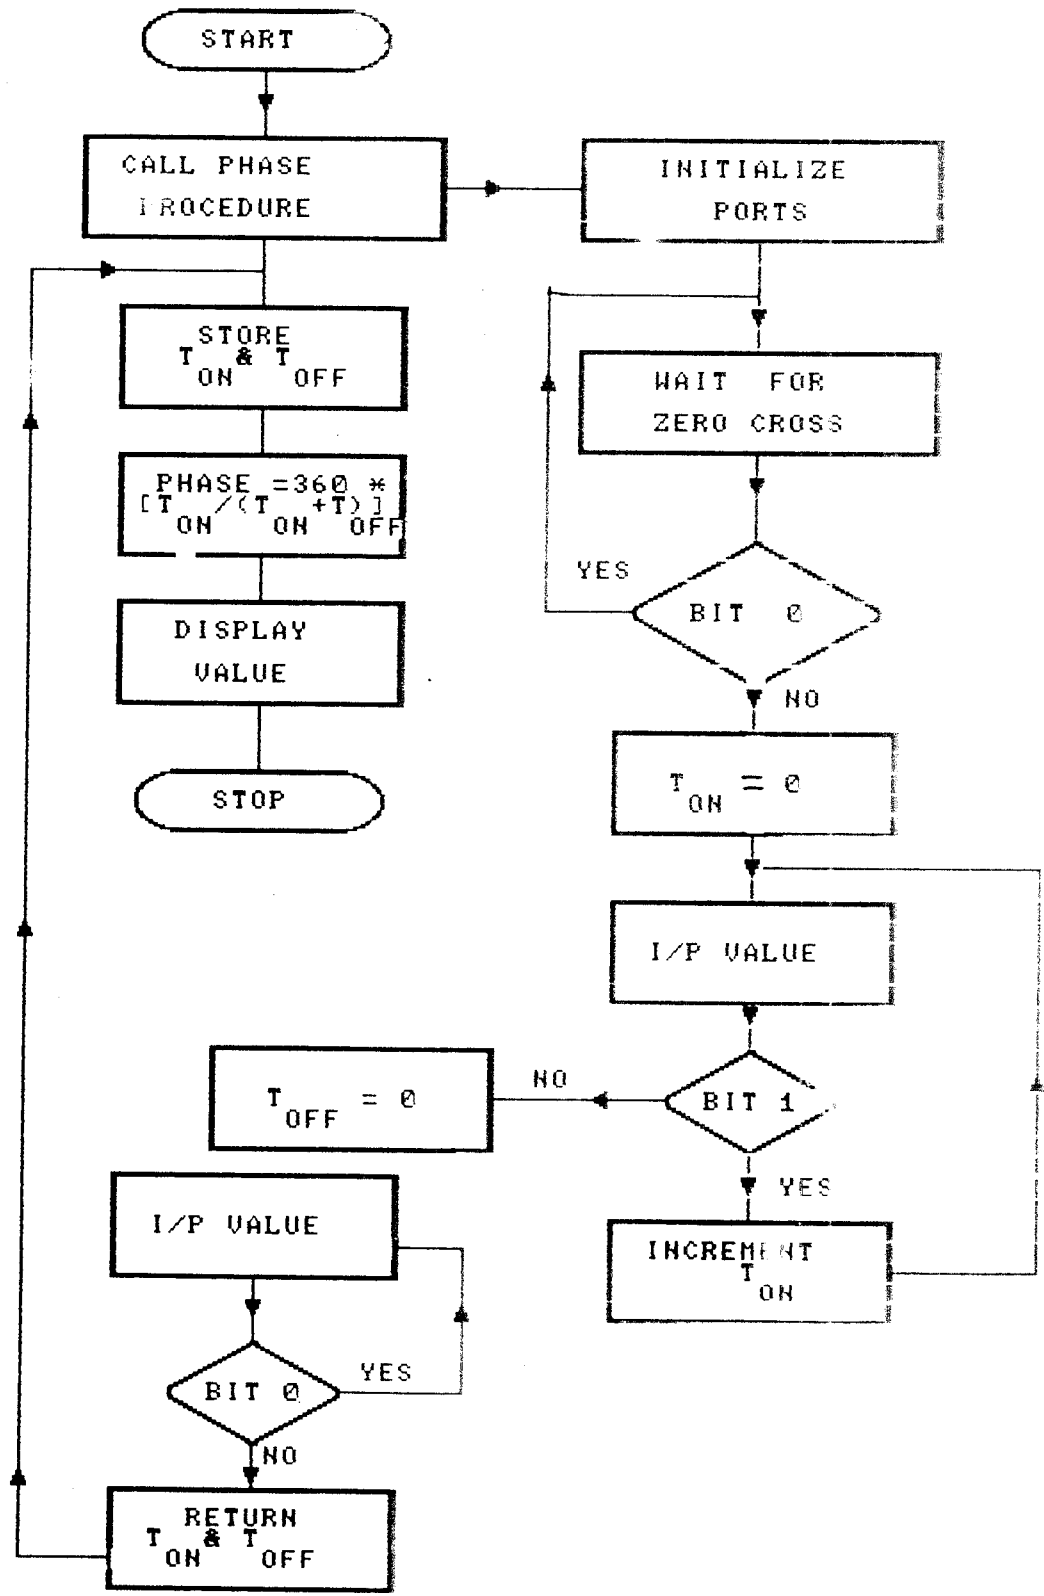 START
CALL PHASE
PROCEDURE
STORE
T ON & T OFF
PHASE =360 *
[T ON /(T ON +T) ] OFF
DISPLAY
VALUE
STOP
INITIALIZE
PORTS
WAIT FOR
ZERO CROSS
BIT 0
YES
NO
T ON = 0
I/P VALUE
BIT 1
NO
YES
INCREMENT
T ON
T OFF = 0
I/P VALUE
BIT 0
YES
NO
RETURN
T ON & T OFF